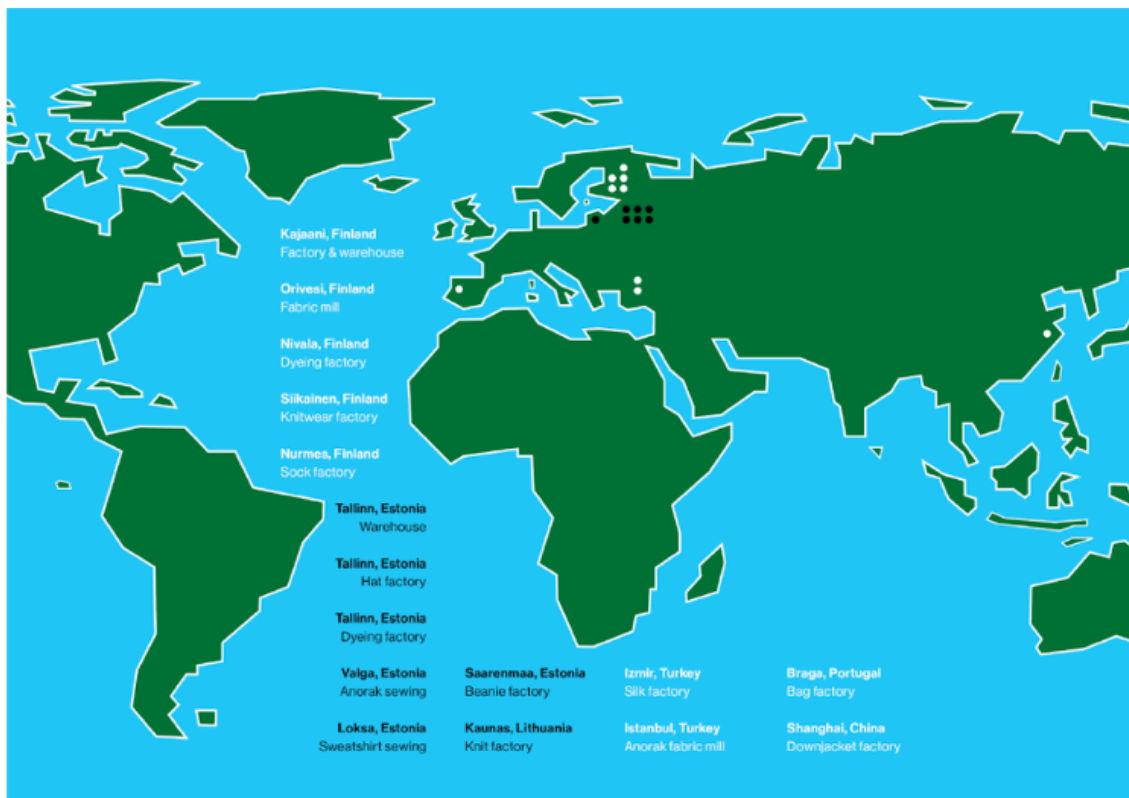 Kajaani, Finland
Factory & warehouse
Orivesi, Finland
Fabric mill
Nivala, Finland
Dyeing factory
Siikainen, Finland
Knitwear factory
Nurmes, Finland
Sock factory
Tallinn, Estonia
Warehouse
Tallinn, Estonia
Hat factory
Tallinn, Estonia
Dyeing factory
Valga, Estonia
Anorak sewing
Loksa, Estonia
Sweatshirt sewing
Saarenmaa, Estonia
Beanie factory
Kaunas, Lithuania
Knit factory
Izmir, Turkey
Silk factory
Istanbul, Turkey
Anorak fabric mill
Braga, Portugal
Bag factory
Shanghai, China
Downjacket factory